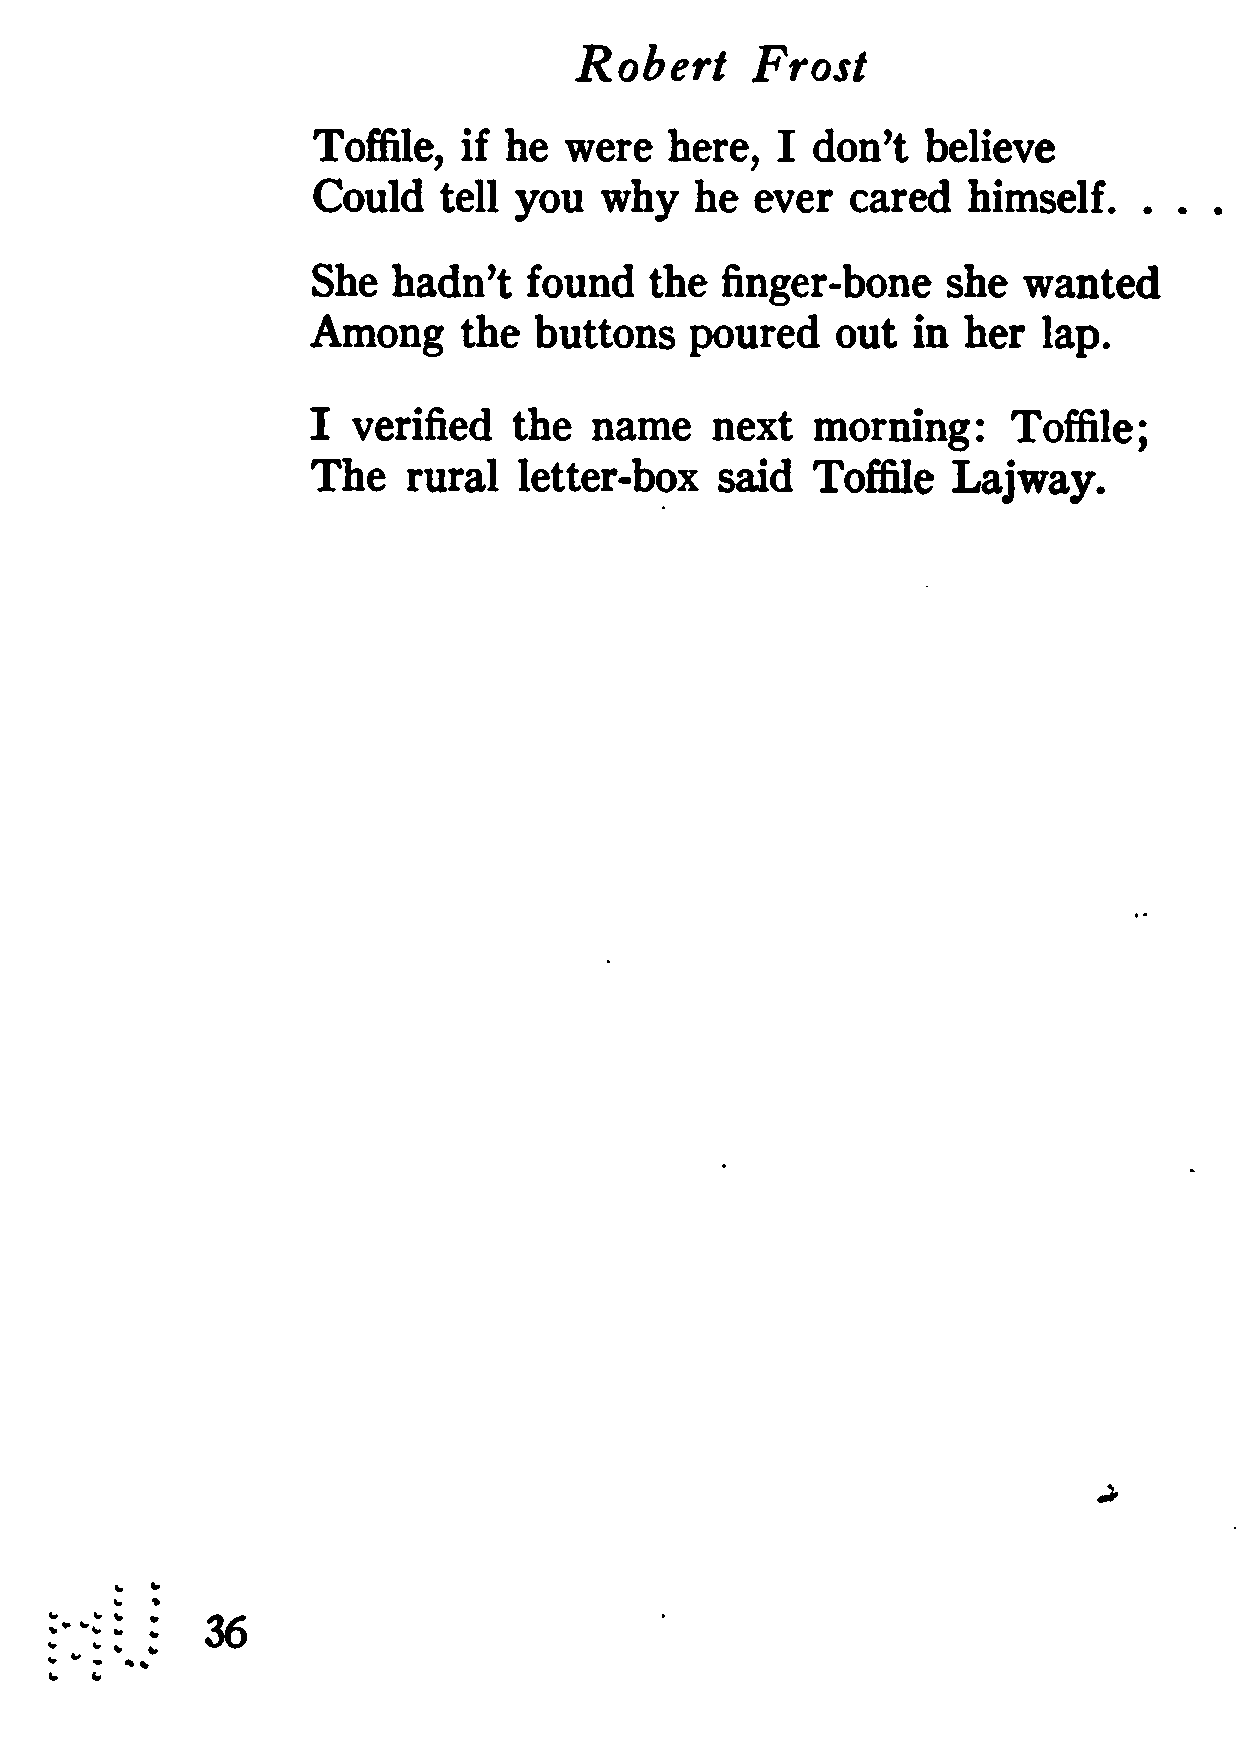 Robert Frost
Toffile, if he were here, I don't believe
Could tell you why he ever cared himself. . . .
She hadn't found the finger-bone she wanted
Among the buttons poured out in her lap.
I verified the name next morning: Toffile;
The rural letter-box said Toffile Lajway.
36